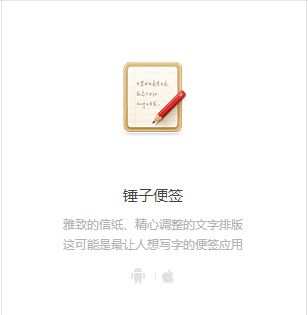 锤子便签
雅致的信纸、精心调整的文字排版
这可能是最让人想写字的便签应用